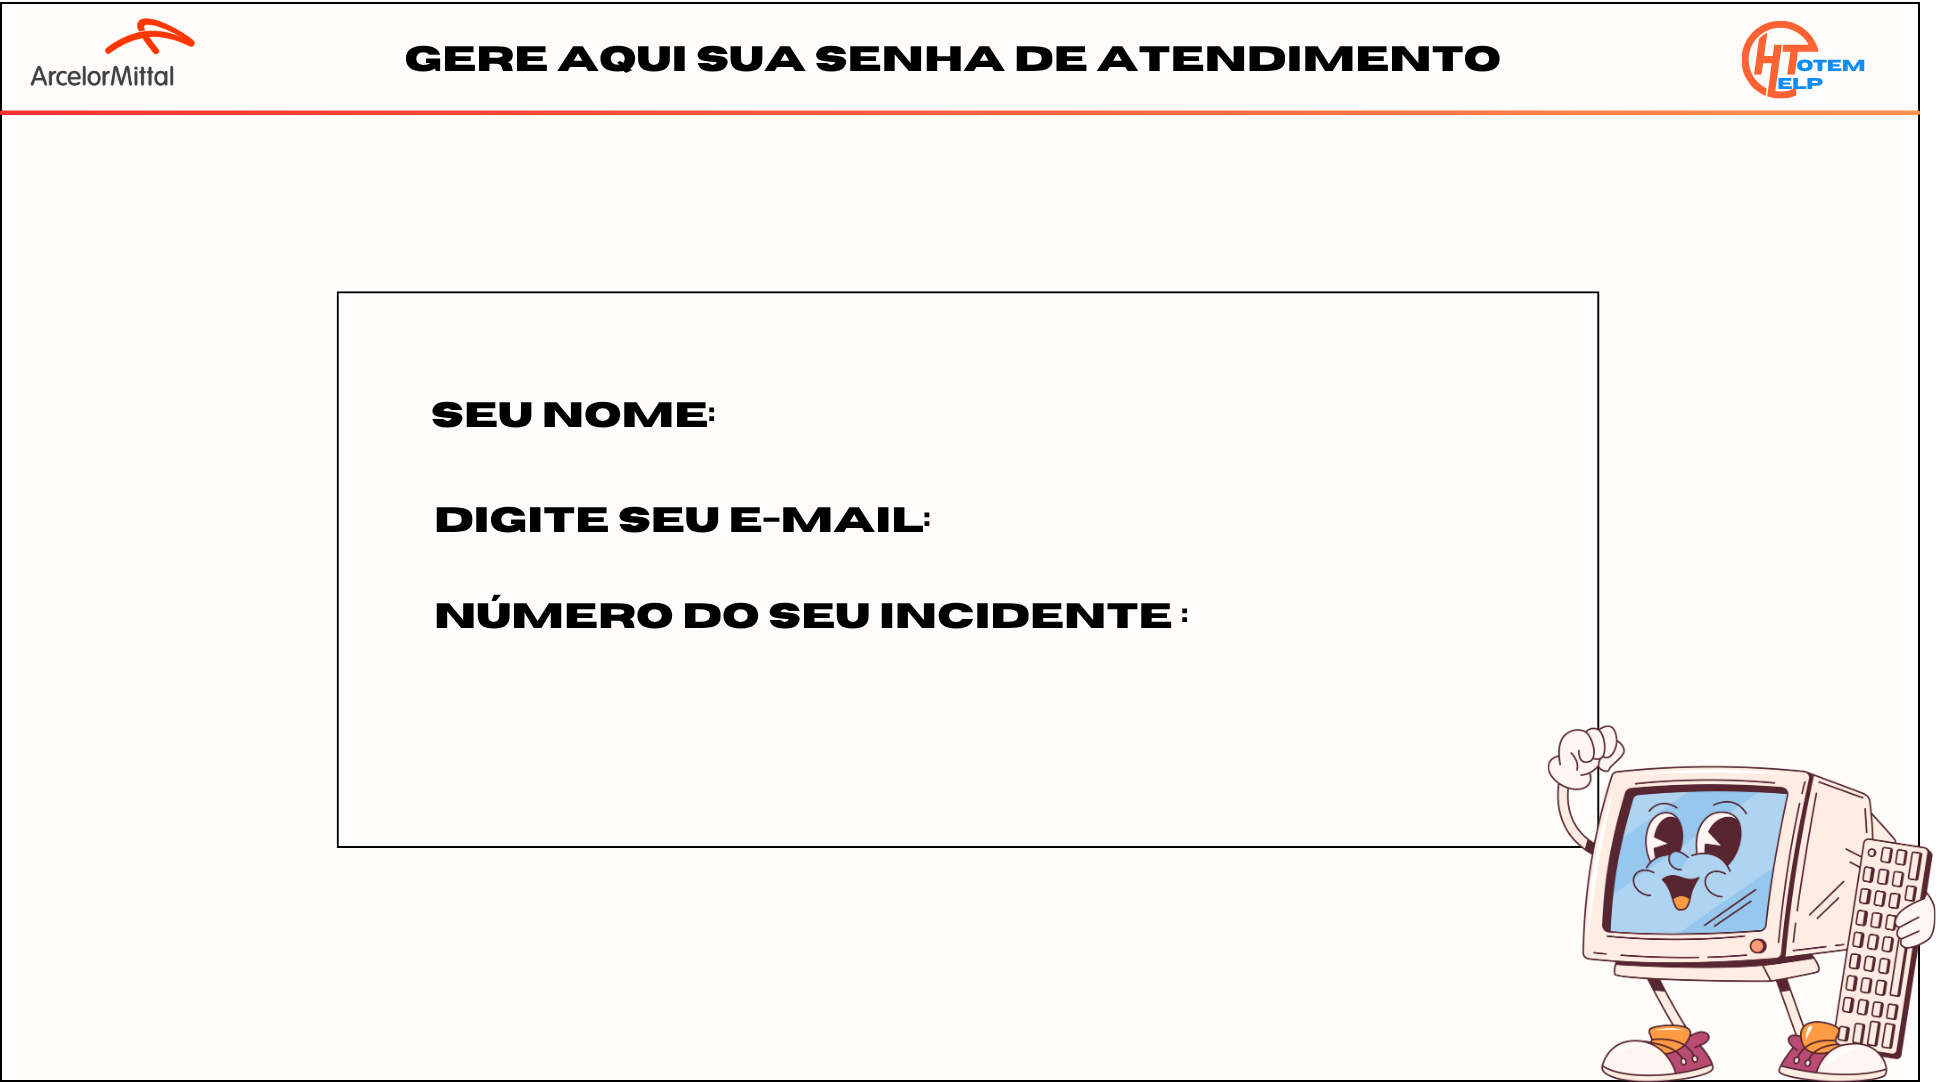 ArcelorMittal
GERE AQUI SUA SENHA DE ATENDIMENTO
HT OTEM
ELP
SEU NOME:
DIGITE SEU E-MAIL:
NÚMERO DO SEU INCIDENTE :